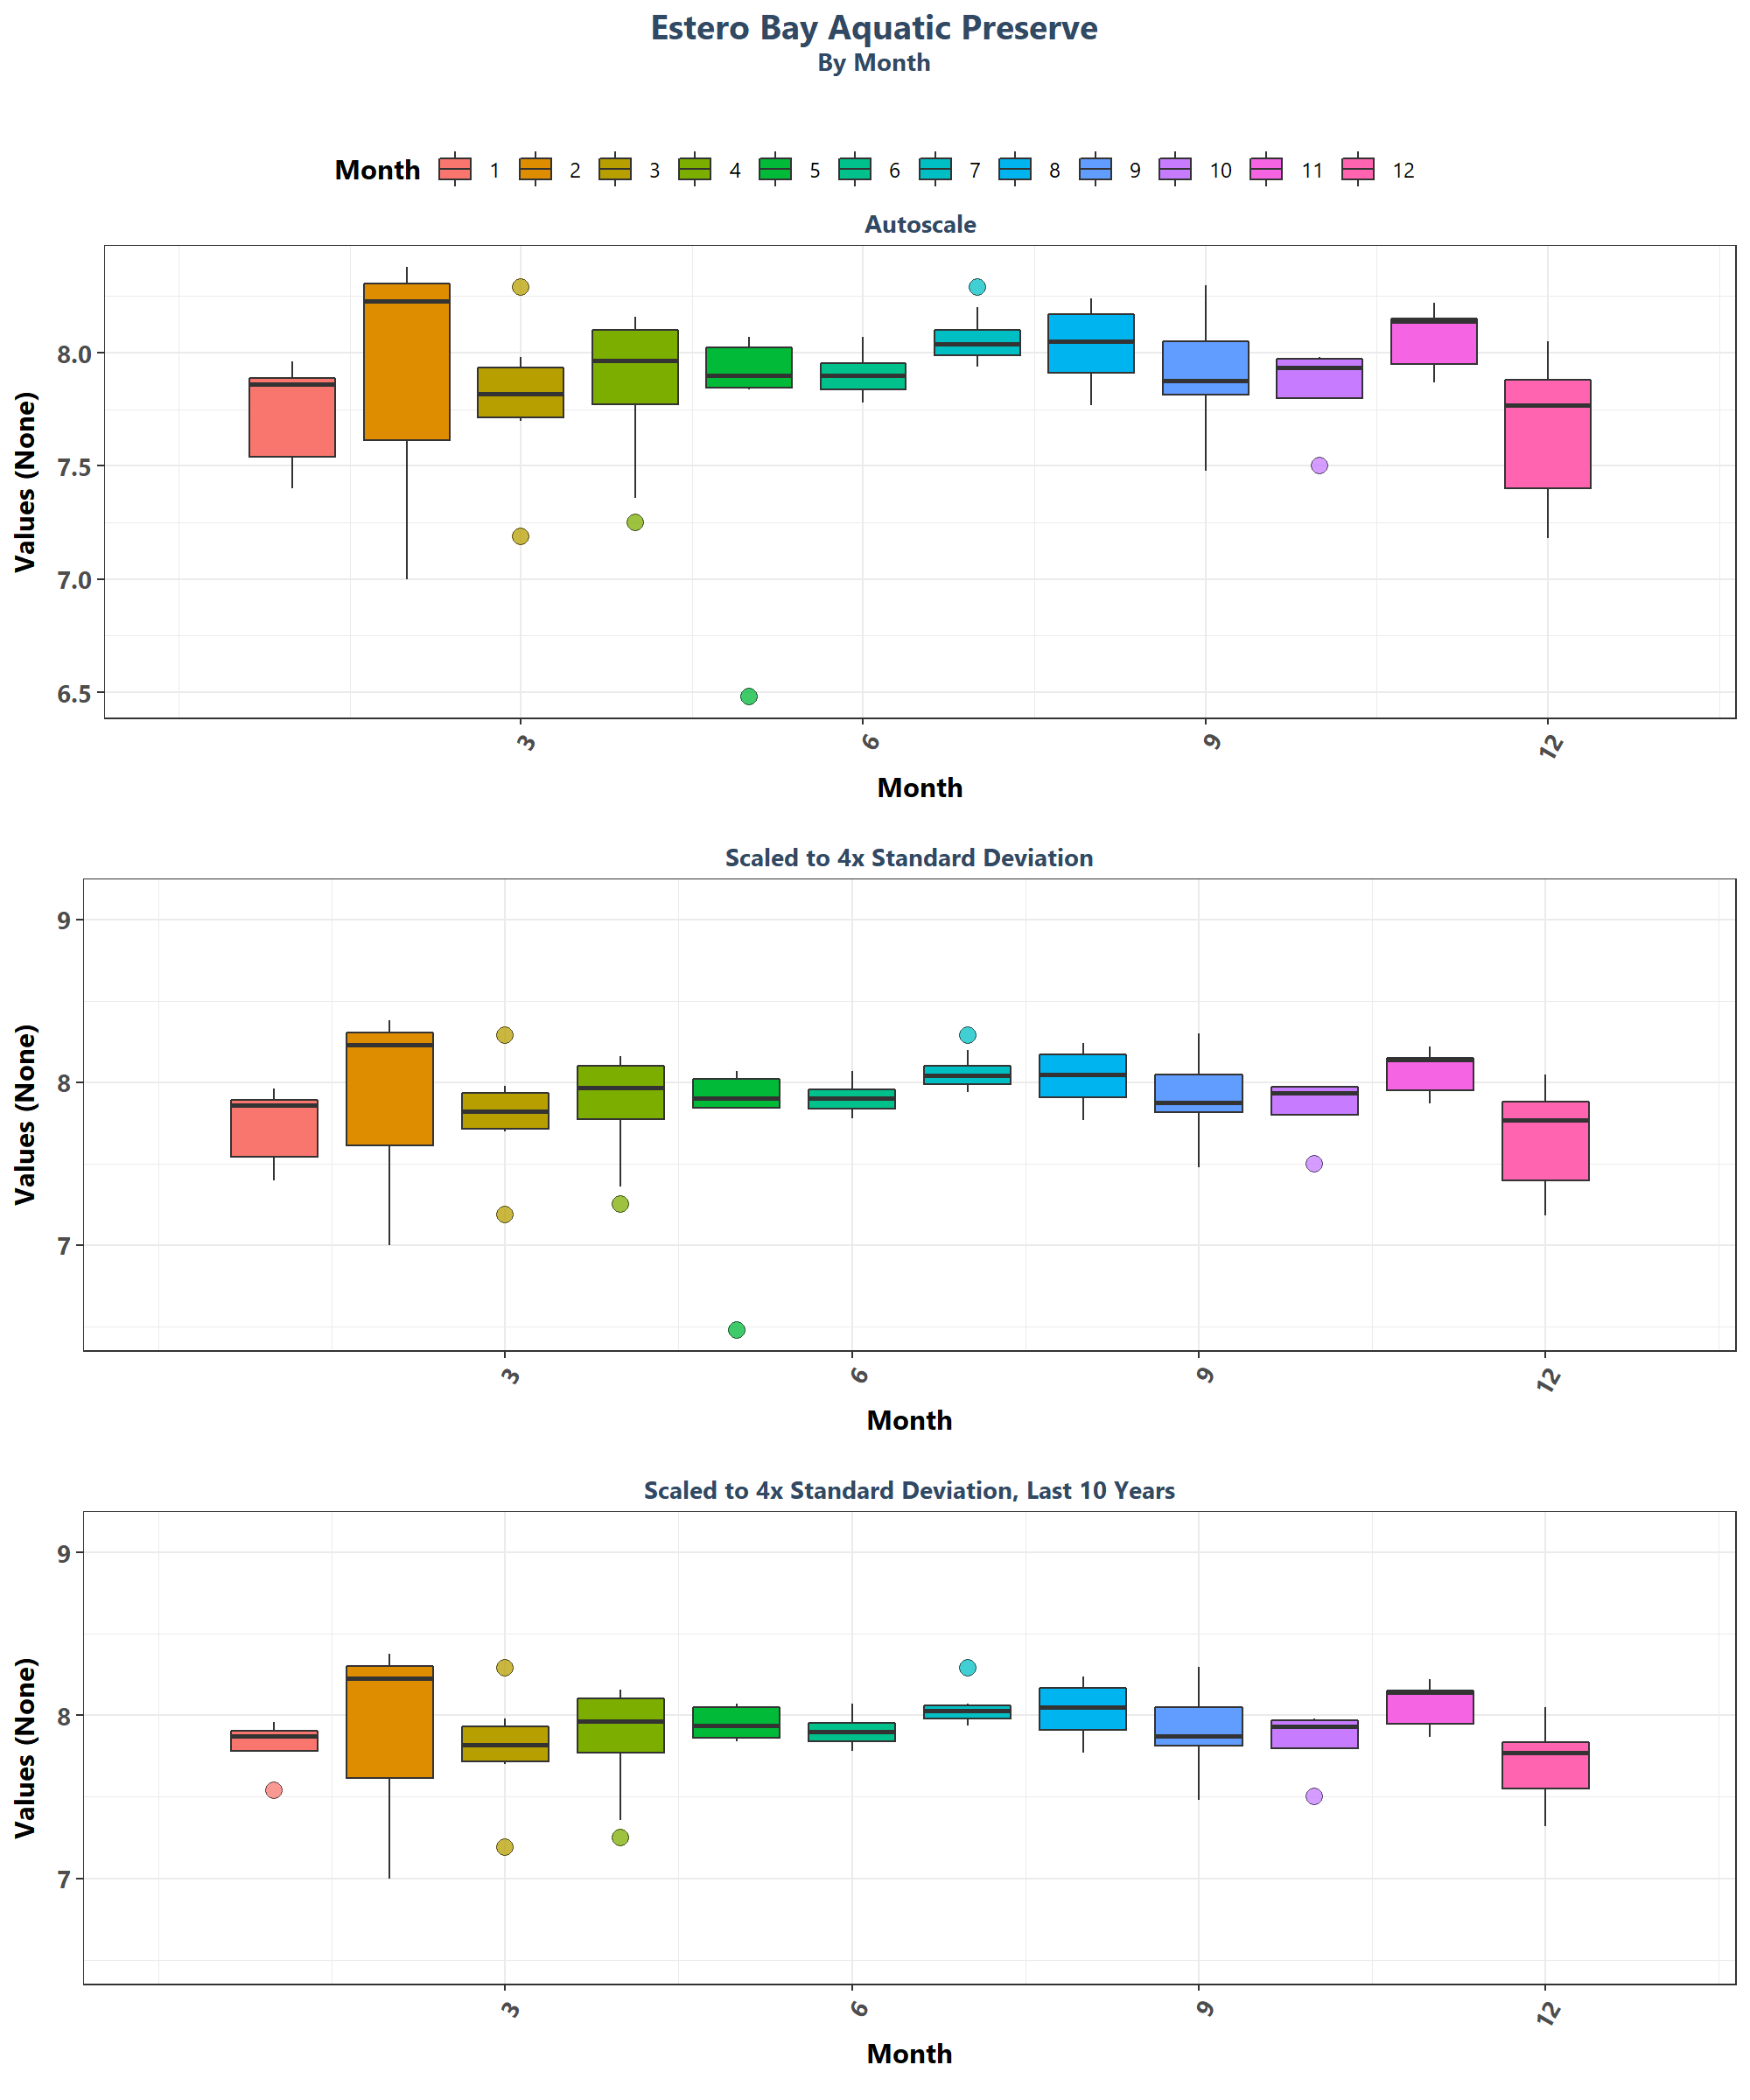 Estero Bay Aquatic Preserve
By Month
Month 1 2 3 4 5 6 7 8 9 10 11 12
Autoscale
Values (None)
8.0
7.5
7.0
6.5
3 6 9 12
Month
Scaled to 4x Standard Deviation
Values (None)
9
8
7
3 6 9 12
Month
Scaled to 4x Standard Deviation, Last 10 Years
Values (None)
9
8
7
3 6 9 12
Month